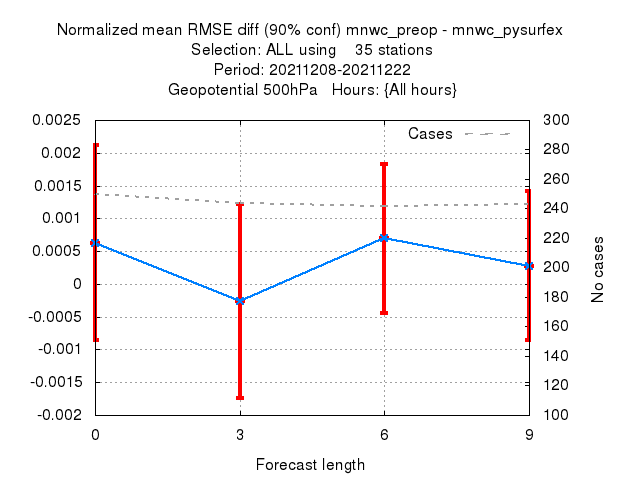 Normalized mean RMSE diff (90% conf) mnwc_preop - mnwc_pysurfex
Selection: ALL using 35 stations
Period: 20211208-20211222
Geopotential 500hPa Hours: {All hours}
Cases
0.0025
0.002
0.0015
0.001
0.0005
0
-0.0005
-0.001
-0.0015
-0.002
300
280
260
240
220
200
180
160
140
120
100
No cases
0 3 6 9
Forecast length